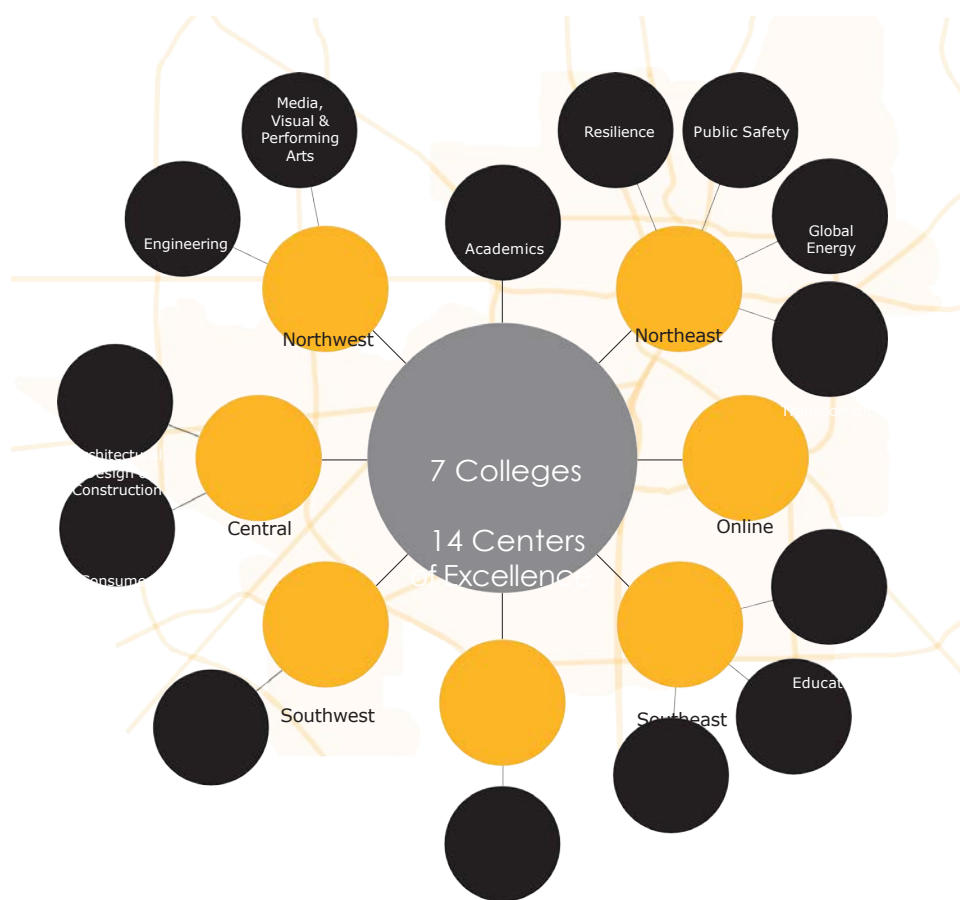 Media,
Visual &
Performing
Arts
Resilience
Public Safety
Engineering
Academics
Global
Energy
Northwest
Northeast
7 Colleges
Construction
Central
Online
14 Centers
of Excellence
Southwest
Southeast